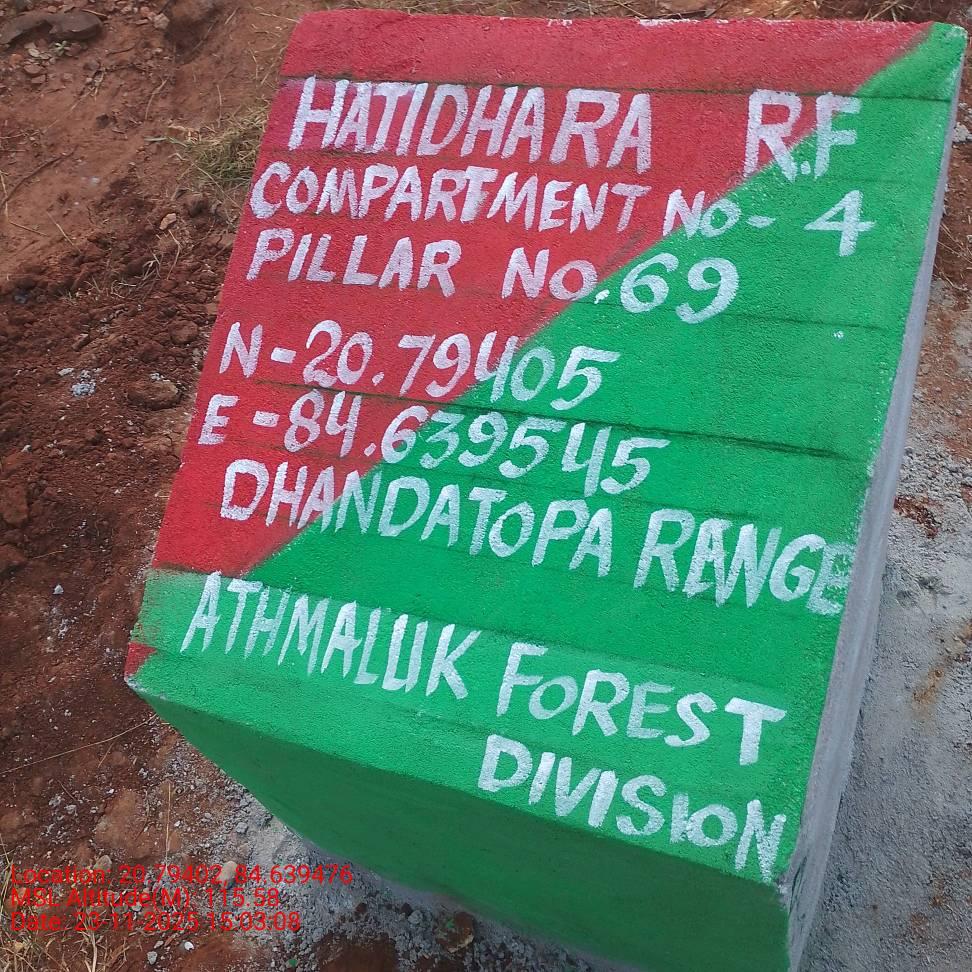 HATIDHARA R.F
COMPARTMENT No- 4
PILLAR No.69
N-20.79405
E-84.639545
DHANDATOPA RANGE
ATHMALUK FOREST
DIVISION
Location: 20.79402, 84.639476
MSL Altitude(M): 115.58
Date: 23-11-2025 15:03:08